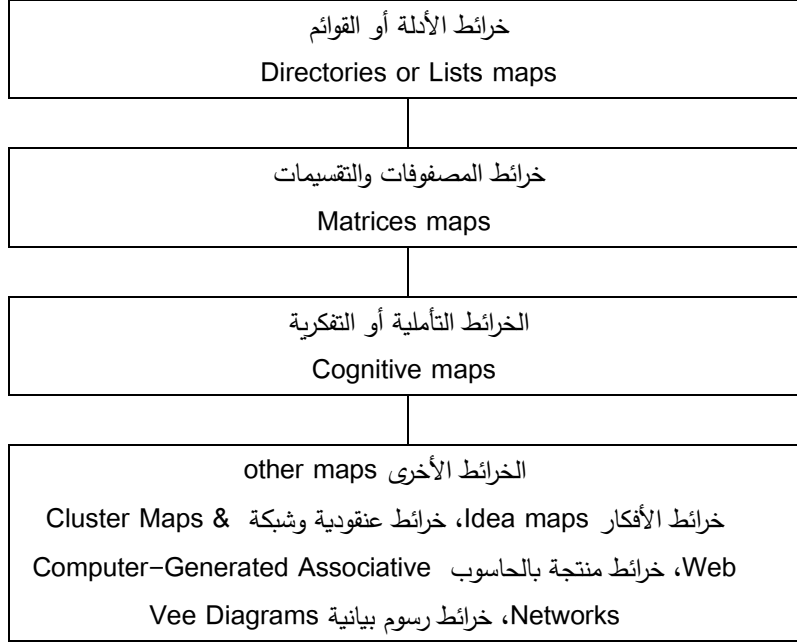 خرائط الأدلة أو القوائم
Directories or Lists maps
خرائط المصفوفات والتقسيمات
Matrices maps
الخرائط التأملية أو التفكرية
Cognitive maps
الخرائط الأخرى other maps
خرائط الأفكار Idea maps، خرائط عنقودية وشبكة Cluster Maps &
Web، خرائط منتجة بالحاسوب Computer-Generated Associative
Networks، خرائط رسوم بيانية Vee Diagrams